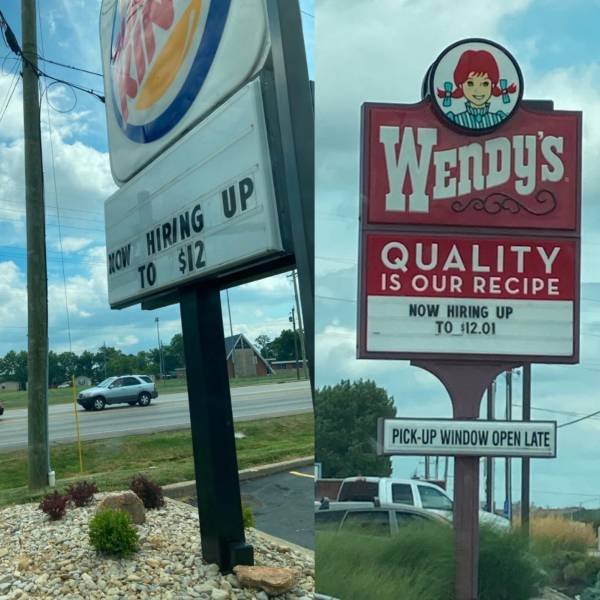 KING
NOW HIRING UP
TO $12
WENDY'S
QUALITY
IS OUR RECIPE
NOW HIRING UP
TO $12.01
PICK-UP WINDOW OPEN LATE